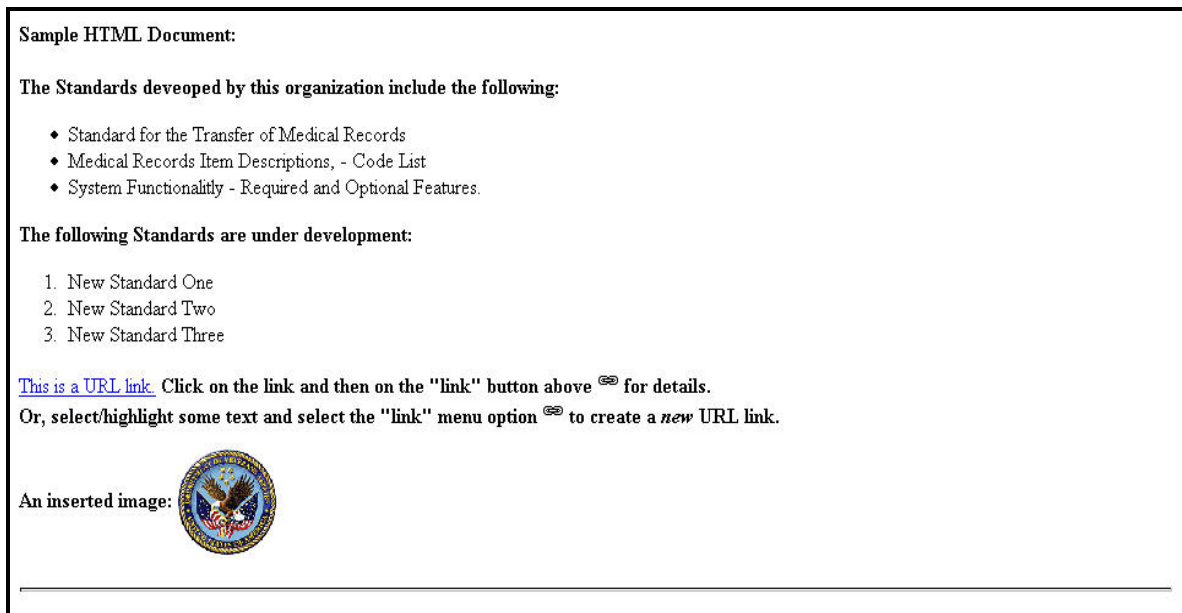 Sample HTML Document:
The Standards deveoped by this organization include the following:
• Standard for the Transfer of Medical Records
• Medical Records Item Descriptions, - Code List
• System Functionalitly - Required and Optional Features.
The following Standards are under development:
1. New Standard One
2. New Standard Two
3. New Standard Three
This is a URL link. Click on the link and then on the "link" button above for details.
Or, select/highlight some text and select the "link" menu option to create a new URL link.
An inserted image: